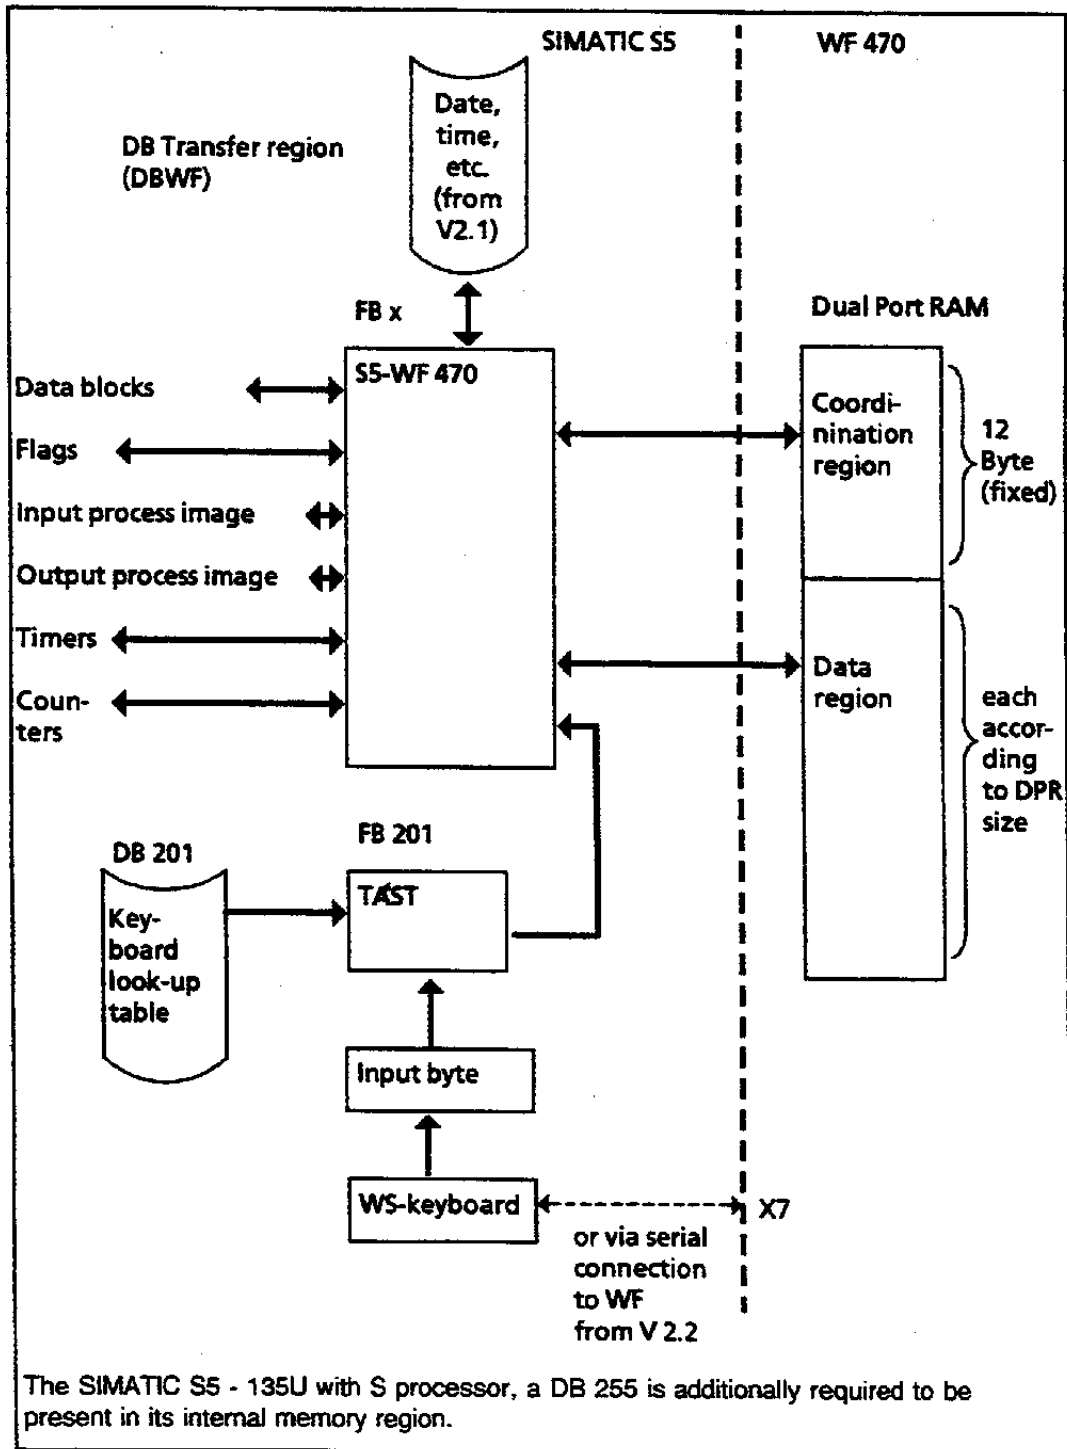 SIMATIC S5
WF 470
Date,
time,
etc.
(from
V2.1)
DB Transfer region
(DBWF)
FB x
Dual Port RAM
S5-WF 470
Data blocks
Flags
Input process image
Output process image
Timers
Coun-
ters
Coordi-
nination
region
12
Byte
(fixed)
Data
region
each
accor-
ding
to DPR
size
FB 201
DB 201
TAST
Key-
board
look-up
table
Input byte
WS-keyboard
X7
or via serial
connection
to WF
from V 2.2
The SIMATIC S5 - 135U with S processor, a DB 255 is additionally required to be
present in its internal memory region.